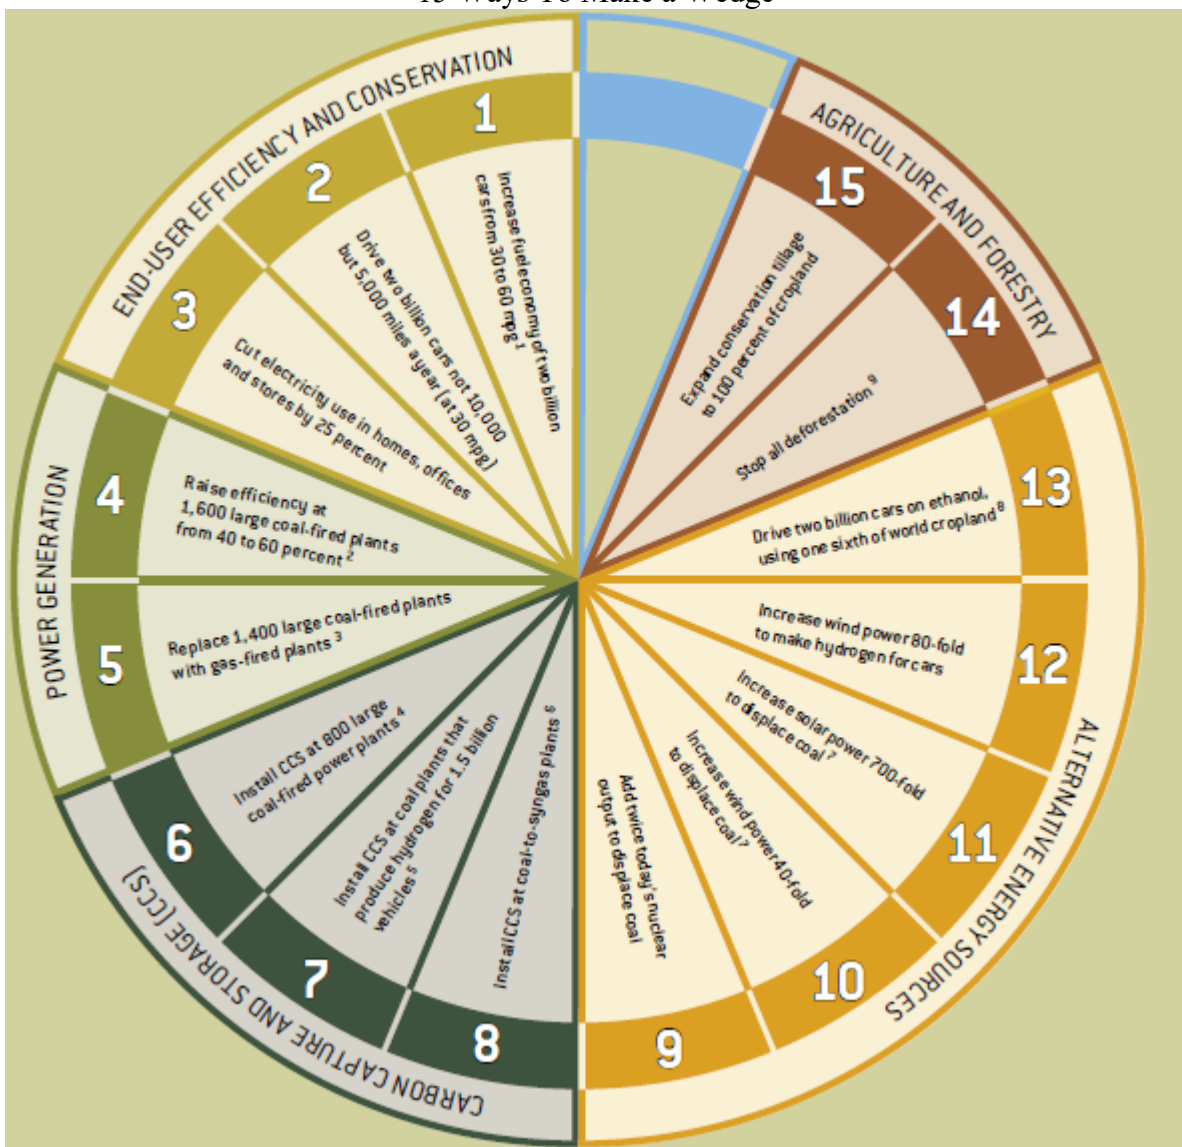 15 Ways To Make a Wedge
END-USER EFFICIENCY AND CONSERVATION
1
Increase fuel economy of two billion
cars from 30 to 60 mpg 1
2
Drive two billion cars not 10,000
but 5,000 miles a year (at 30 mpg)
3
Cut electricity use in homes, offices
and stores by 25 percent
POWER GENERATION
4
Raise efficiency at
1,600 large coal-fired plants
from 40 to 60 percent 2
5
Replace 1,400 large coal-fired plants
with gas-fired plants 3
CARBON CAPTURE AND STORAGE (CCS)
6
Install CCS at 800 large
coal-fired power plants 4
7
Install CCS at coal plants that
produce hydrogen for 1.5 billion
vehicles 5
8
Install CCS at coal-to-syngas plants 6
ALTERNATIVE ENERGY SOURCES
9
Add twice today's nuclear
output to displace coal
10
Increase wind power 40-fold
to displace coal 7
11
Increase solar power 700-fold
to displace coal 7
12
Increase wind power 80-fold
to make hydrogen for cars
13
Drive two billion cars on ethanol,
using one sixth of world cropland 8
AGRICULTURE AND FORESTRY
14
Stop all deforestation 9
15
Expand conservation tillage
to 100 percent of cropland